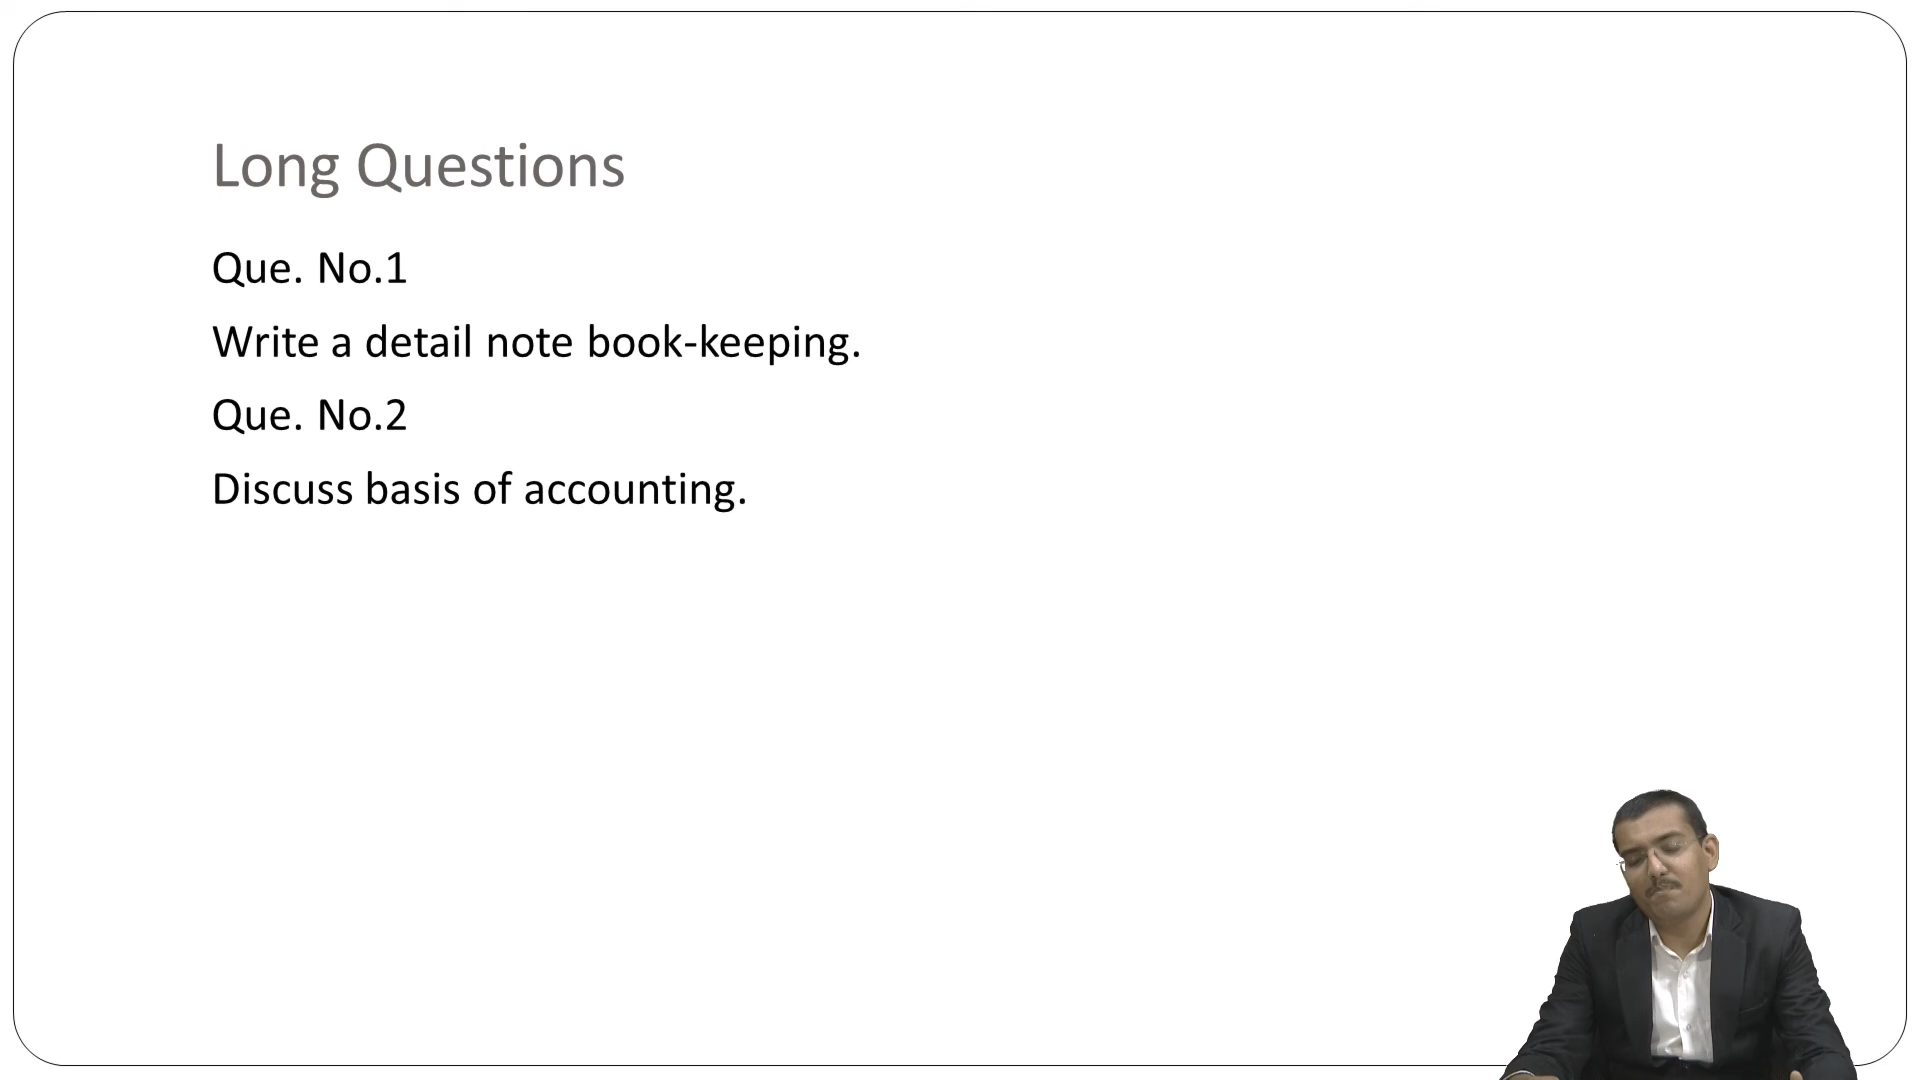 Long Questions
Que. No.1
Write a detail note book-keeping.
Que. No.2
Discuss basis of accounting.